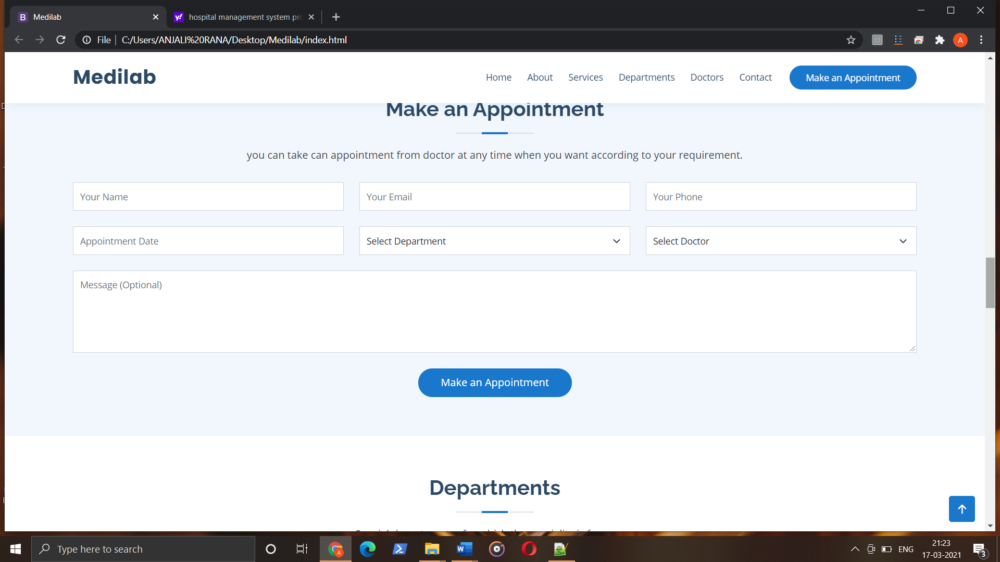 Medilab
hospital management system pro
File C:/Users/ANJALI%20RANA/Desktop/Medilab/index.html
A
Medilab
Home About Services Departments Doctors Contact Make an Appointment
Make an Appointment
you can take can appointment from doctor at any time when you want according to your requirement.
Your Name Your Email Your Phone
Appointment Date Select Department Select Doctor
Message (Optional)
Make an Appointment
Departments
Type here to search
ENG
21:23
17-03-2021
3